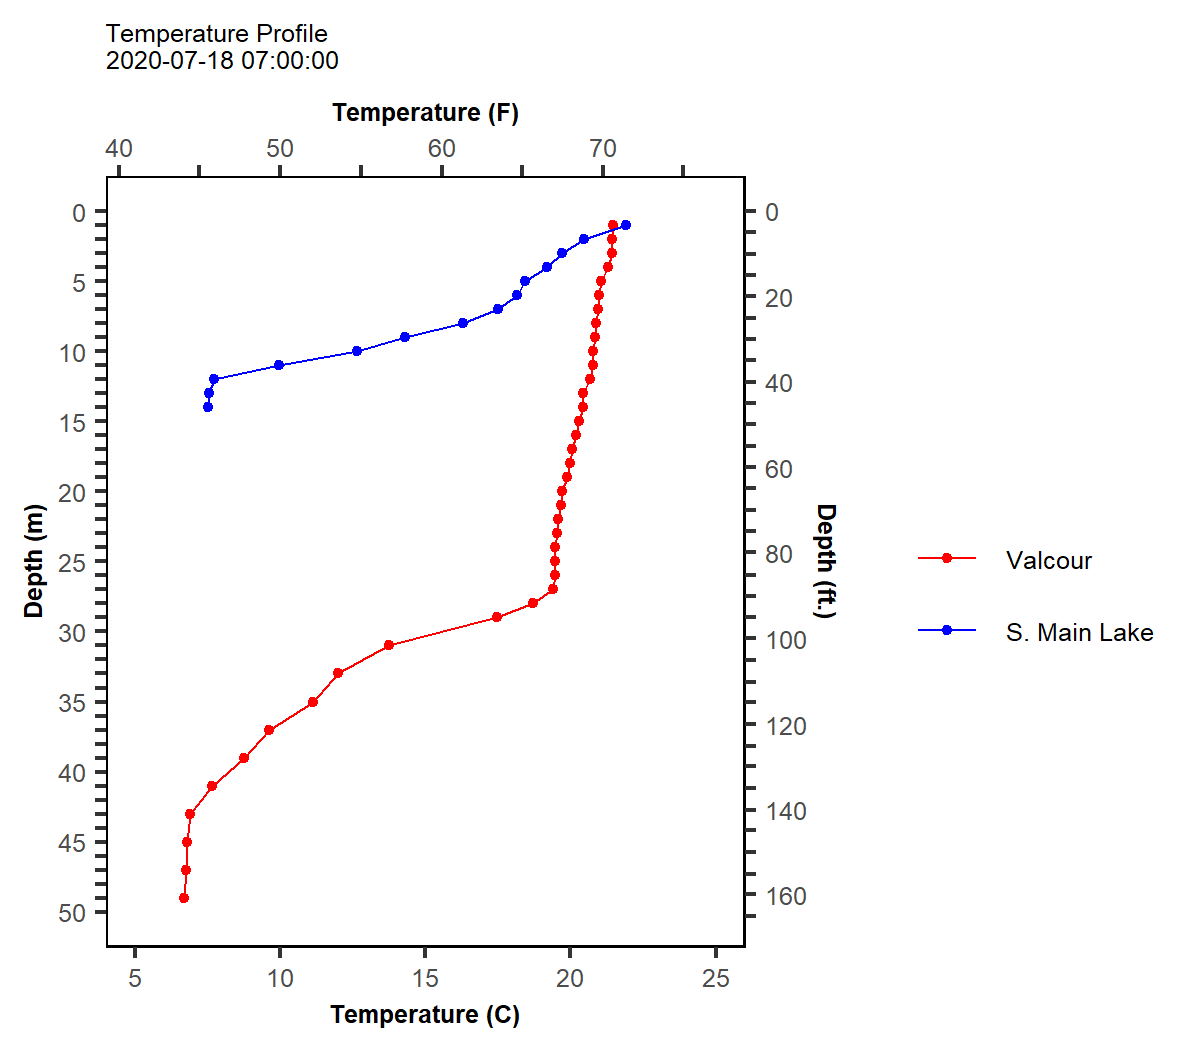 Temperature Profile
2020-07-18 07:00:00
Temperature (F)
40 50 60 70
0
5
10
15
20
25
30
35
40
45
50
Depth (m)
0
20
40
60
80
100
120
140
160
Depth (ft.)
Valcour
S. Main Lake
5 10 15 20 25
Temperature (C)